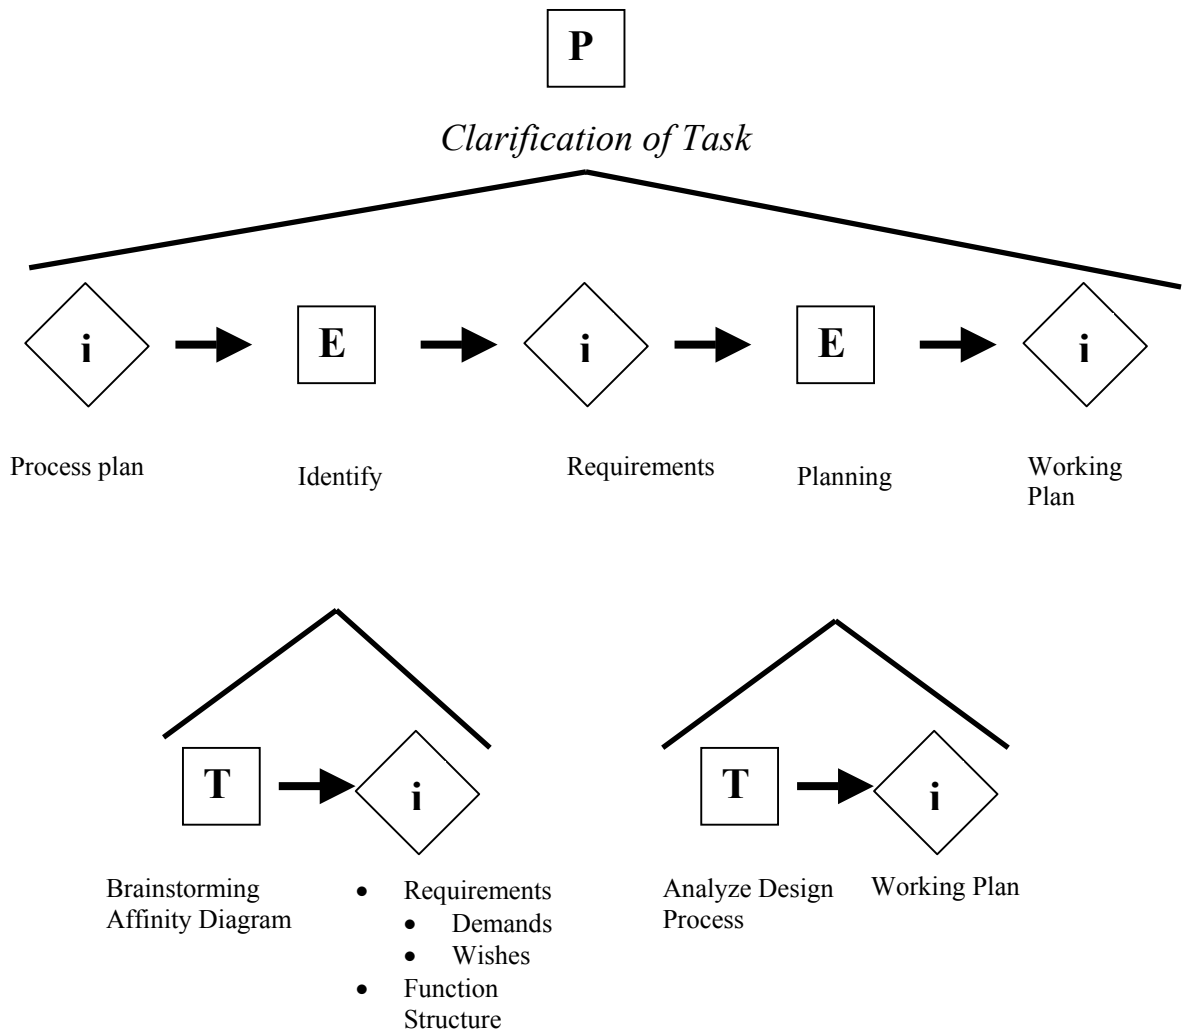 P
Clarification of Task
i
E
i
E
i
Process plan
Identify
Requirements
Planning
Working
Plan
T
i
T
i
Brainstorming
Affinity Diagram
• Requirements
• Demands
• Wishes
• Function
Structure
Analyze Design
Process
Working Plan